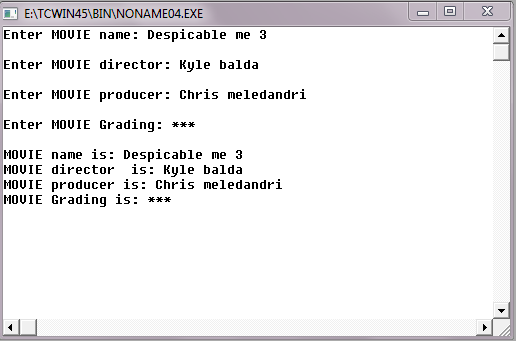 E:\TCWIN45\BIN\NONAME04.EXE
Enter MOVIE name: Despicable me 3
Enter MOVIE director: Kyle balda
Enter MOVIE producer: Chris meledandri
Enter MOVIE Grading: ***
MOVIE name is: Despicable me 3
MOVIE director  is: Kyle balda
MOVIE producer is: Chris meledandri
MOVIE Grading is: ***